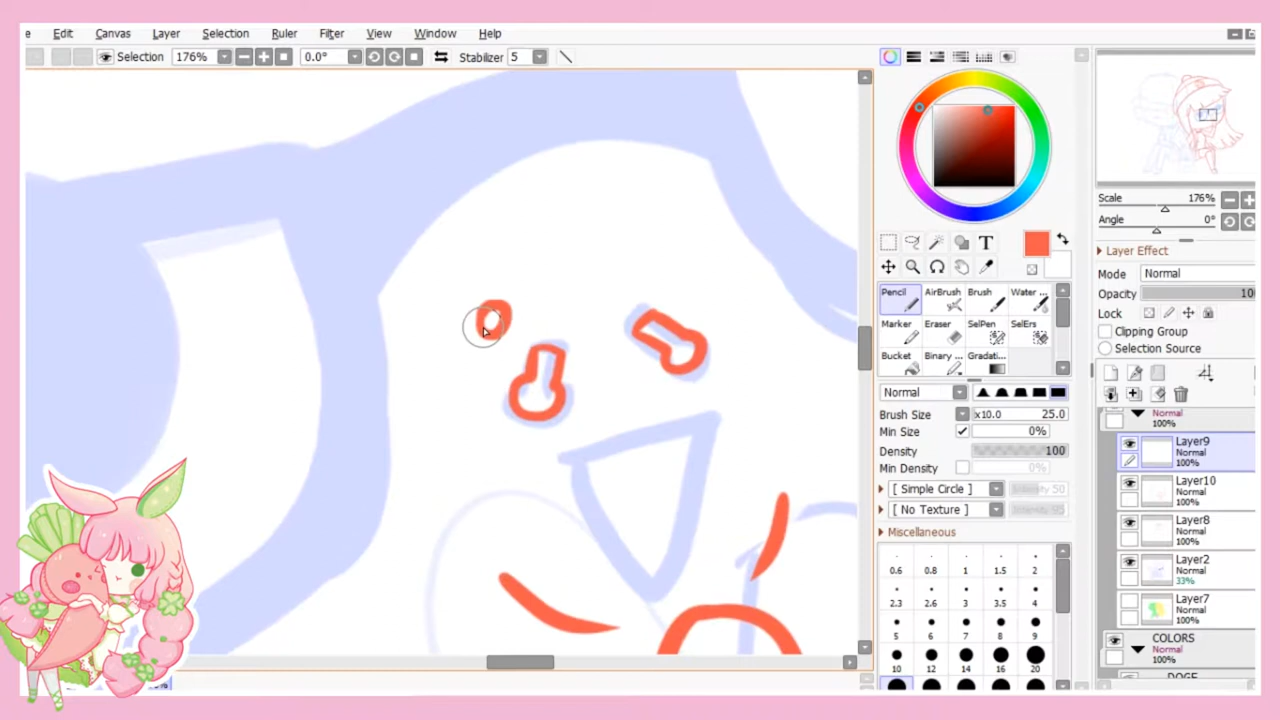 e Edit Canvas Layer Selection Ruler Filter View Window Help
Selection 176% 0.0° Stabilizer 5
Scale 176%
Angle 0°
T
Layer Effect
Mode Normal
Opacity 10
Lock
Clipping Group
Selection Source
Pencil AirBrush Brush Water ...
Marker Eraser SelPen SelErs
Bucket Binary ... Gradati...
Normal
Brush Size x10.0 25.0
Min Size 0%
Density 100
Min Density 0%
[ Simple Circle ] 50
[ No Texture ]
Miscellaneous
0.6 0.8 1 1.5 2
2.3 2.6 3 3.5 4
5 6 7 8 9
10 12 14 16 20
Normal
100%
Layer9
Normal
100%
Layer10
Normal
100%
Layer8
Normal
100%
Layer2
Normal
33%
Layer7
Normal
100%
COLORS
Normal
100%
DOGE